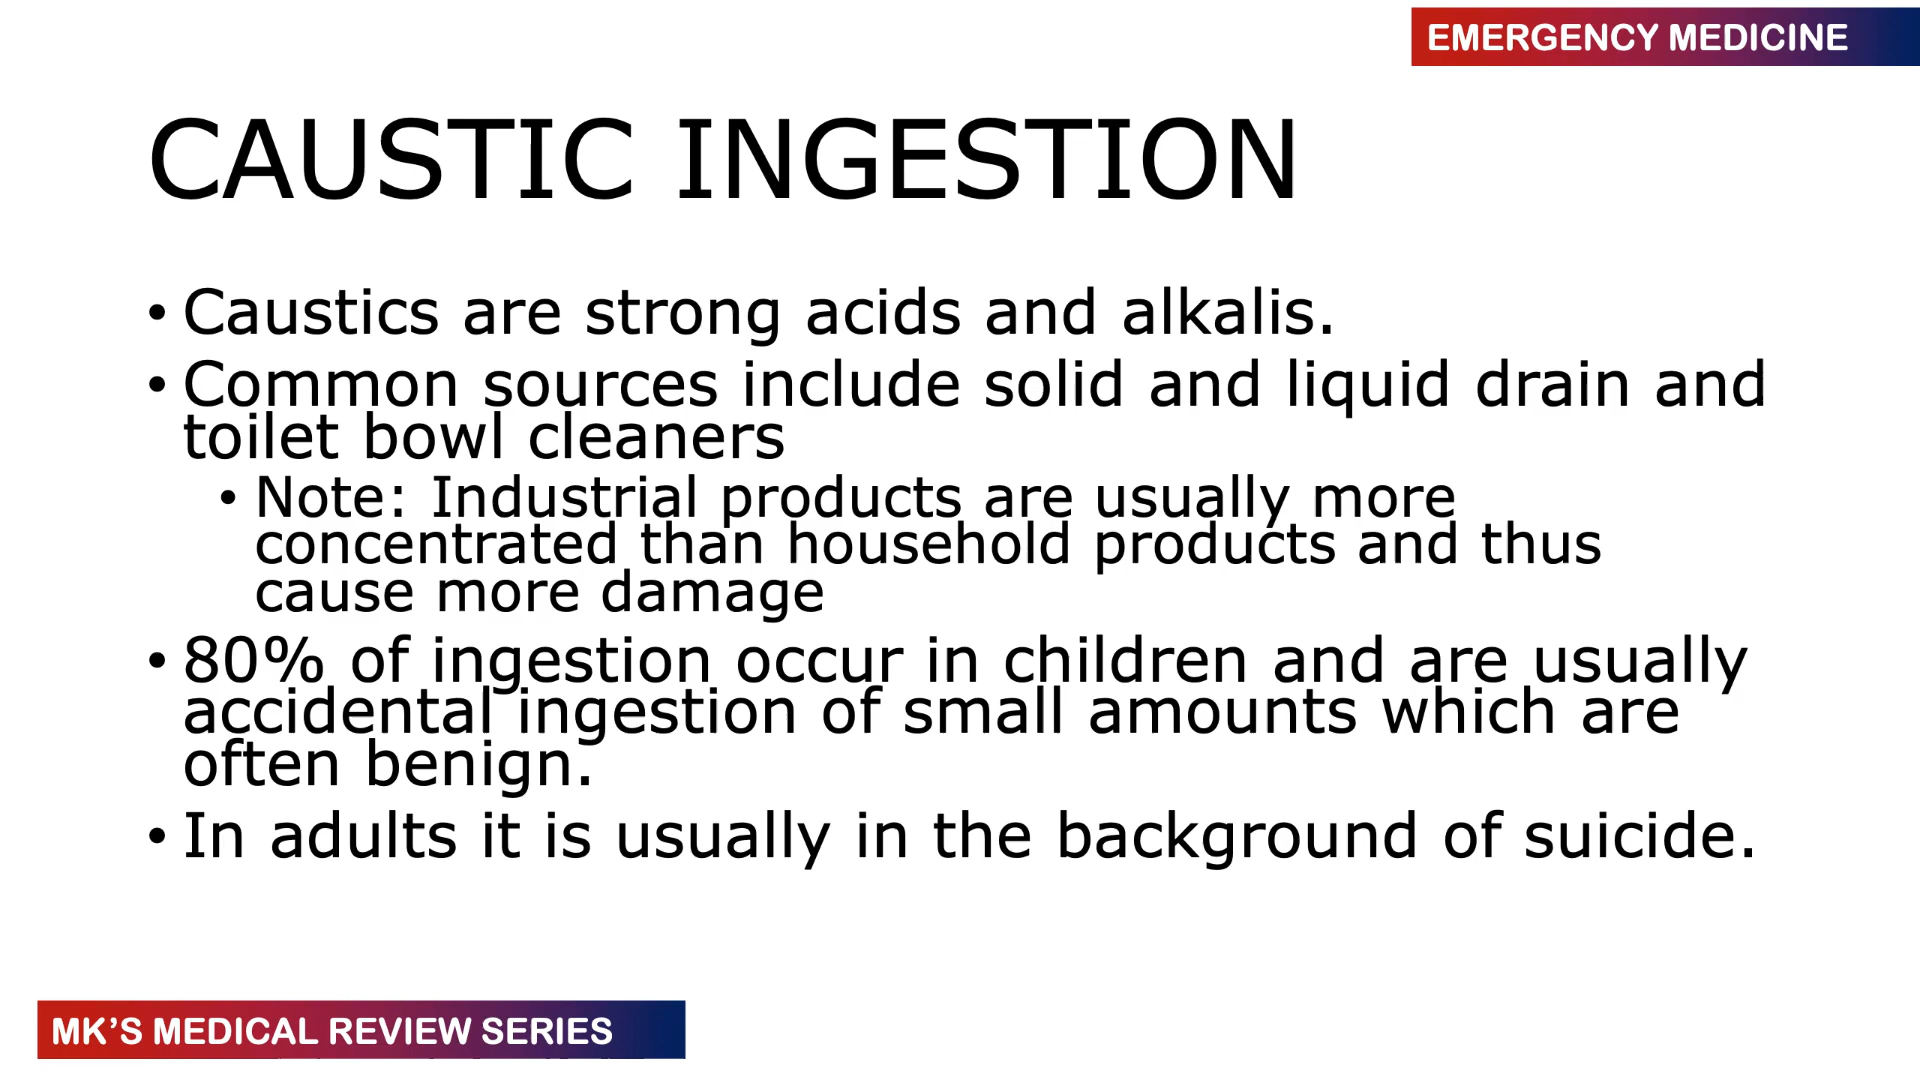 EMERGENCY MEDICINE
CAUSTIC INGESTION
• Caustics are strong acids and alkalis.
• Common sources include solid and liquid drain and
toilet bowl cleaners
• Note: Industrial products are usually more
concentrated than household products and thus
cause more damage
• 80% of ingestion occur in children and are usually
accidental ingestion of small amounts which are
often benign.
• In adults it is usually in the background of suicide.
MK’S MEDICAL REVIEW SERIES